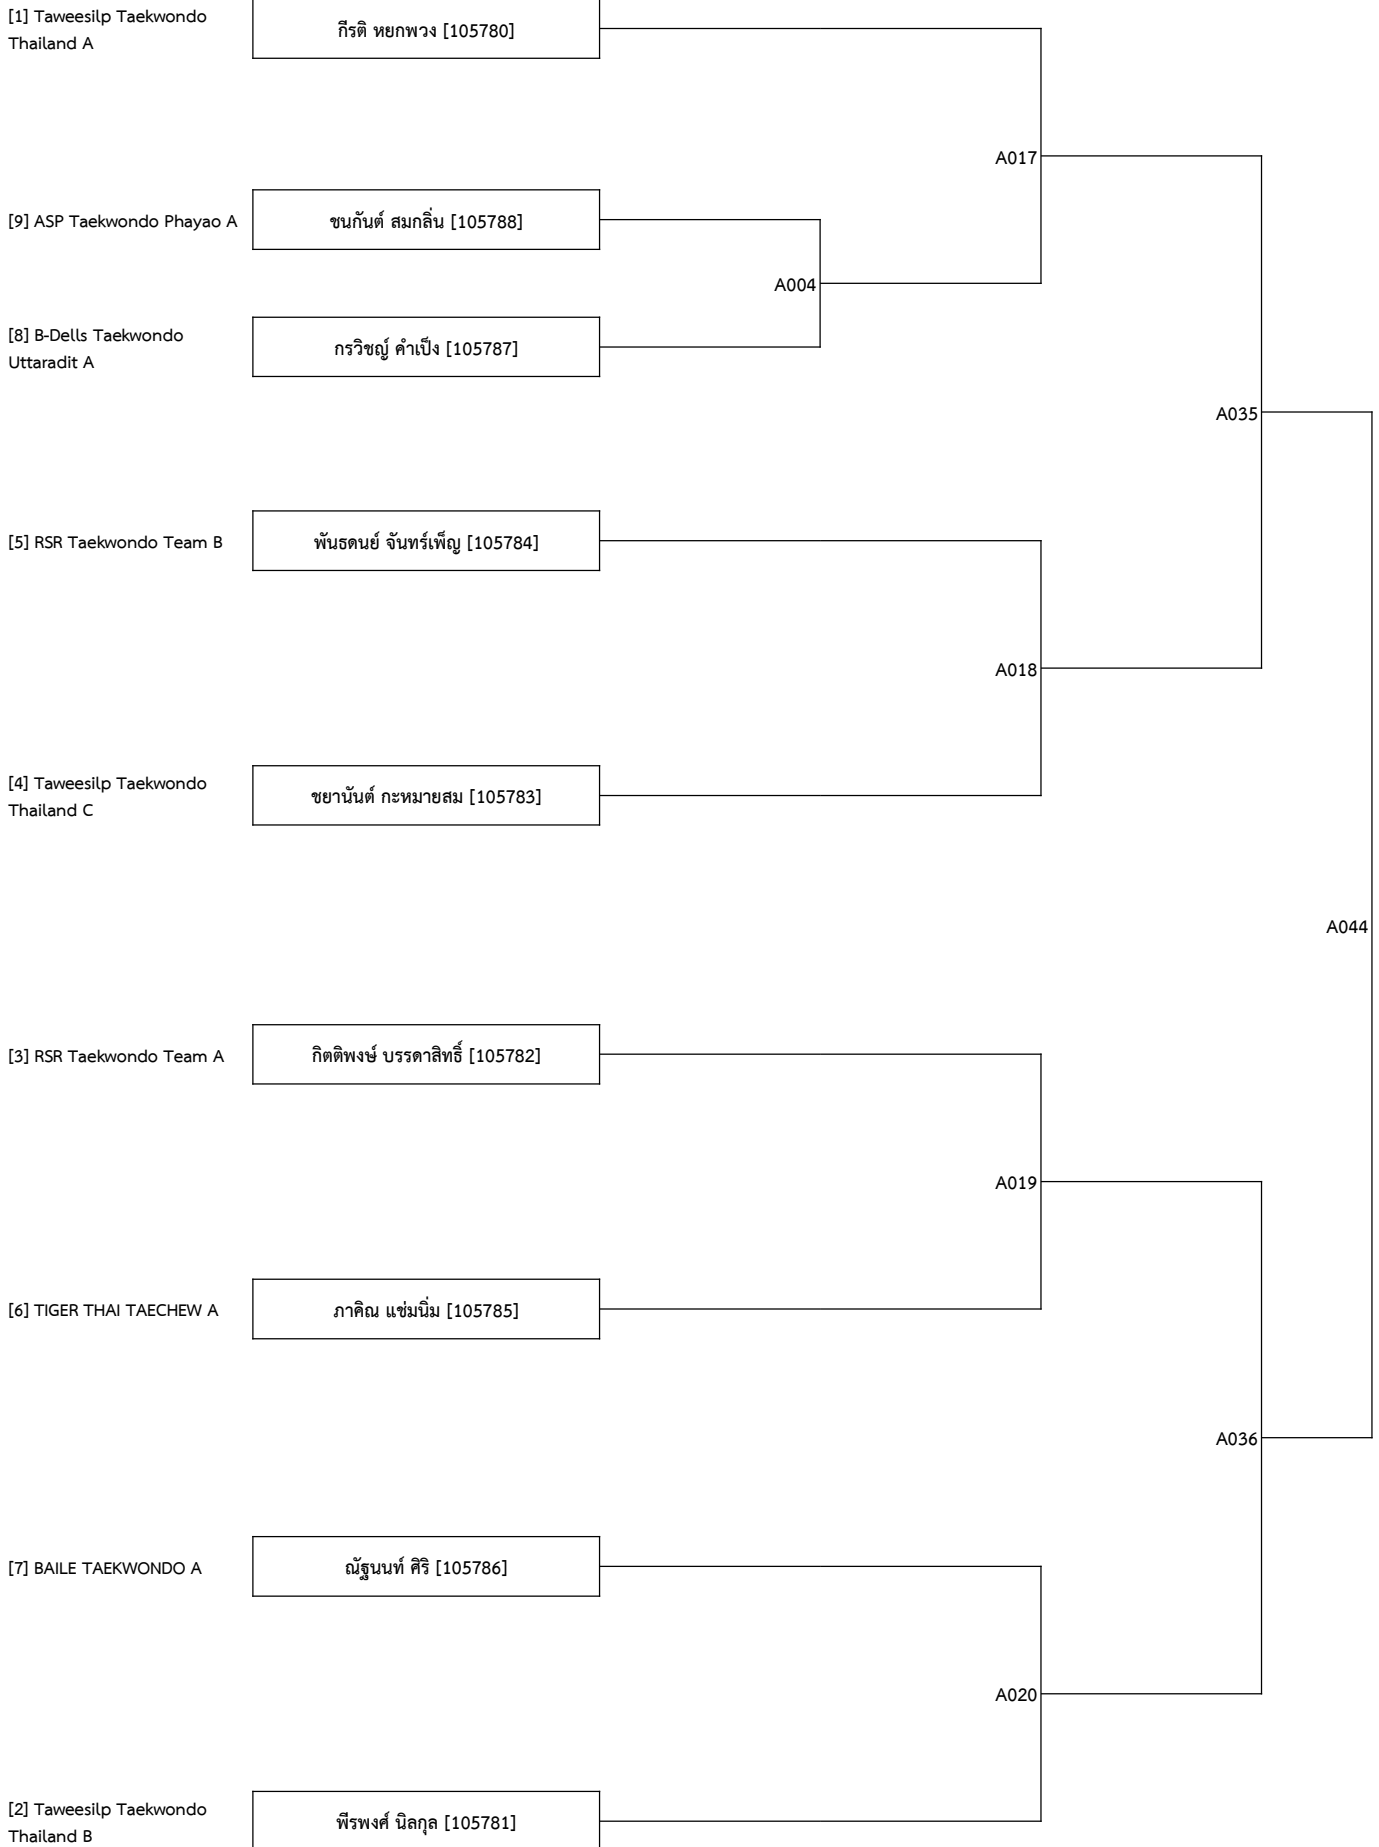 [1] Taweesilp Taekwondo
Thailand A
กีรติ หยกพวง [105780]
A017
[9] ASP Taekwondo Phayao A
ชนกันต์ สมกลิ่น [105788]
A004
[8] B-Dells Taekwondo
Uttaradit A
กรวิชญ์ คำเป็ง [105787]
A035
[5] RSR Taekwondo Team B
พันธดนย์ จันทร์เพ็ญ [105784]
A018
[4] Taweesilp Taekwondo
Thailand C
ชยานันต์ กะหมายสม [105783]
A044
[3] RSR Taekwondo Team A
กิตติพงษ์ บรรดาสิทธิ์ [105782]
A019
[6] TIGER THAI TAECHEW A
ภาคิณ แช่มนิ่ม [105785]
A036
[7] BAILE TAEKWONDO A
ณัฐนนท์ ศิริ [105786]
A020
[2] Taweesilp Taekwondo
Thailand B
พีรพงศ์ นิลกุล [105781]